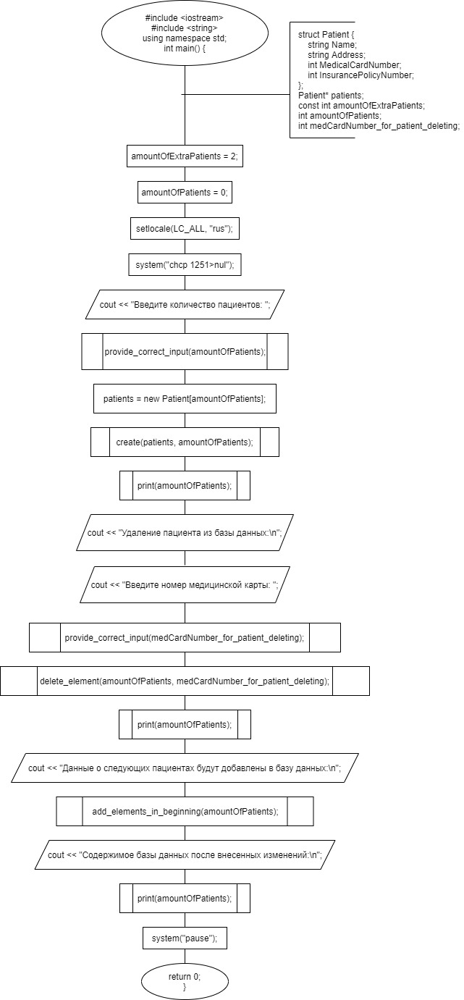 #include <iostream>
#include <string>
using namespace std;
int main() {
struct Patient {
string Name;
string Address;
int MedicalCardNumber;
int InsurancePolicyNumber;
};
Patient* patients;
const int amountOfExtraPatients;
int amountOfPatients;
int medCardNumber_for_patient_deleting;
amountOfExtraPatients = 2;
amountOfPatients = 0;
setlocale(LC_ALL, "rus");
system("chcp 1251>nul");
cout << "Введите количество пациентов: ";
provide_correct_input(amountOfPatients);
patients = new Patient[amountOfPatients];
create(patients, amountOfPatients);
print(amountOfPatients);
cout << "Удаление пациента из базы данных:\n";
cout << "Введите номер медицинской карты: ";
provide_correct_input(medCardNumber_for_patient_deleting);
delete_element(amountOfPatients, medCardNumber_for_patient_deleting);
print(amountOfPatients);
cout << "Данные о следующих пациентах будут добавлены в базу данных:\n";
add_elements_in_beginning(amountOfPatients);
cout << "Содержимое базы данных после внесенных изменений:\n";
print(amountOfPatients);
system("pause");
return 0;
}